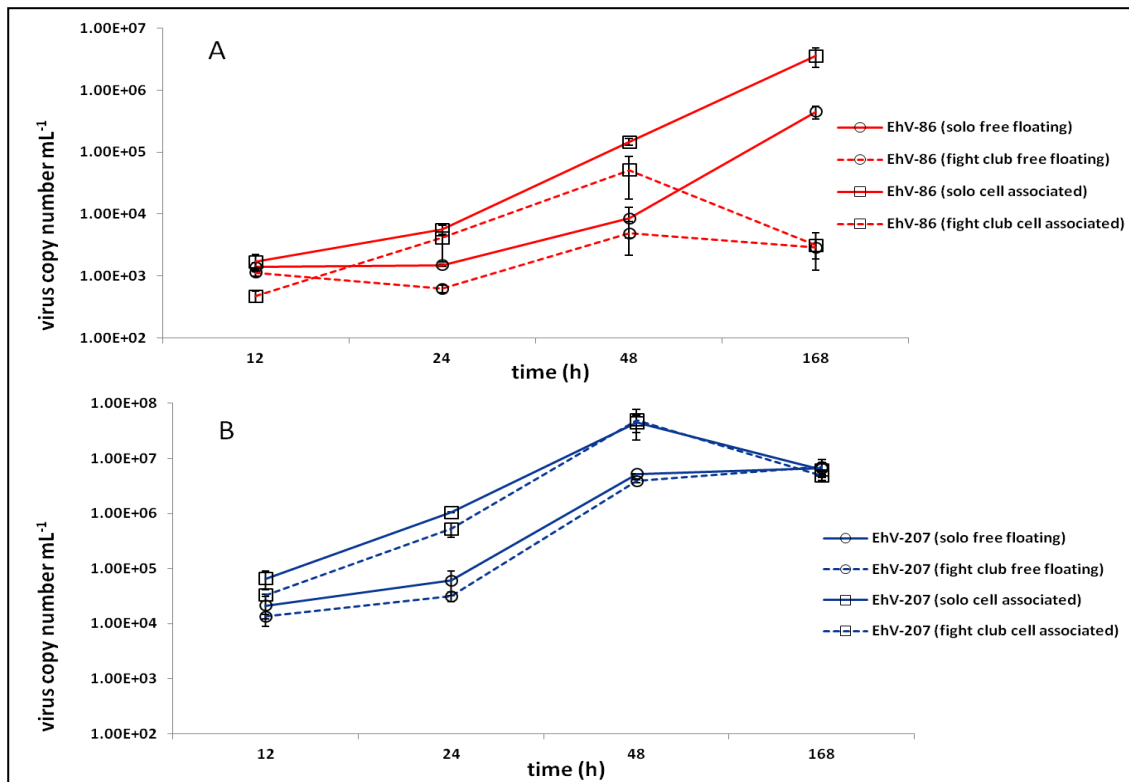 A
1.00E+07
1.00E+06
1.00E+05
1.00E+04
1.00E+03
1.00E+02
virus copy number mL-1
12 24 48 168
time (h)
EhV-86 (solo free floating)
EhV-86 (fight club free floating)
EhV-86 (solo cell associated)
EhV-86 (fight club cell associated)
B
1.00E+08
1.00E+07
1.00E+06
1.00E+05
1.00E+04
1.00E+03
1.00E+02
virus copy number mL-1
12 24 48 168
time (h)
EhV-207 (solo free floating)
EhV-207 (fight club free floating)
EhV-207 (solo cell associated)
EhV-207 (fight club cell associated)